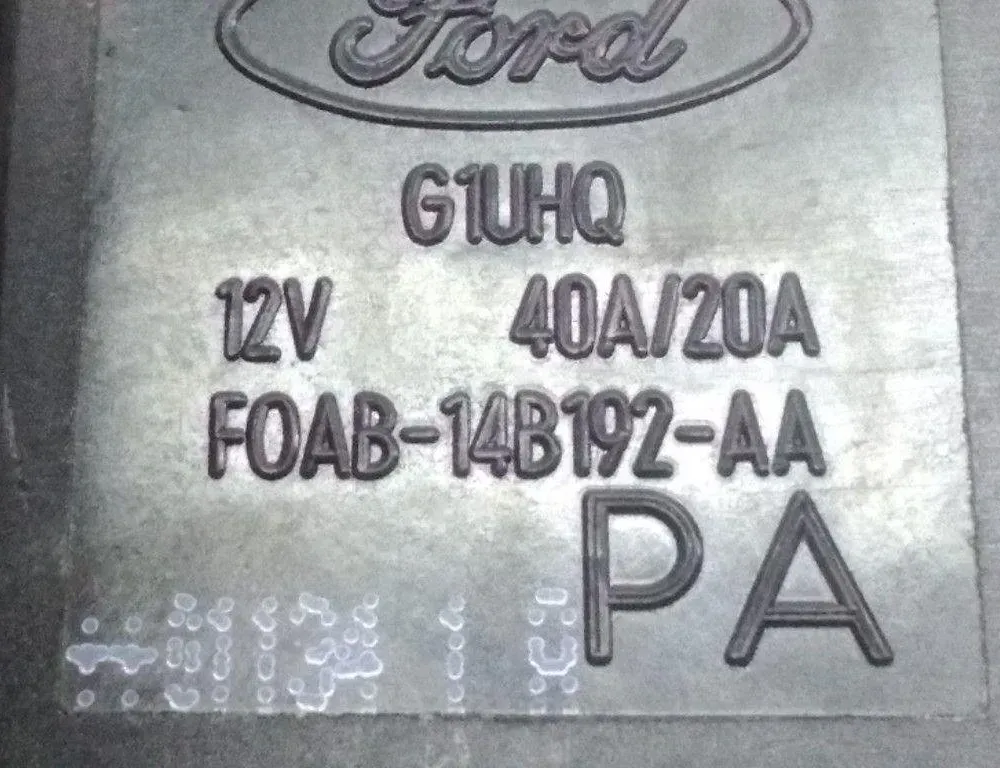 Ford
G1UHQ
12V 40A/20A
F0AB-14B192-AA
PA